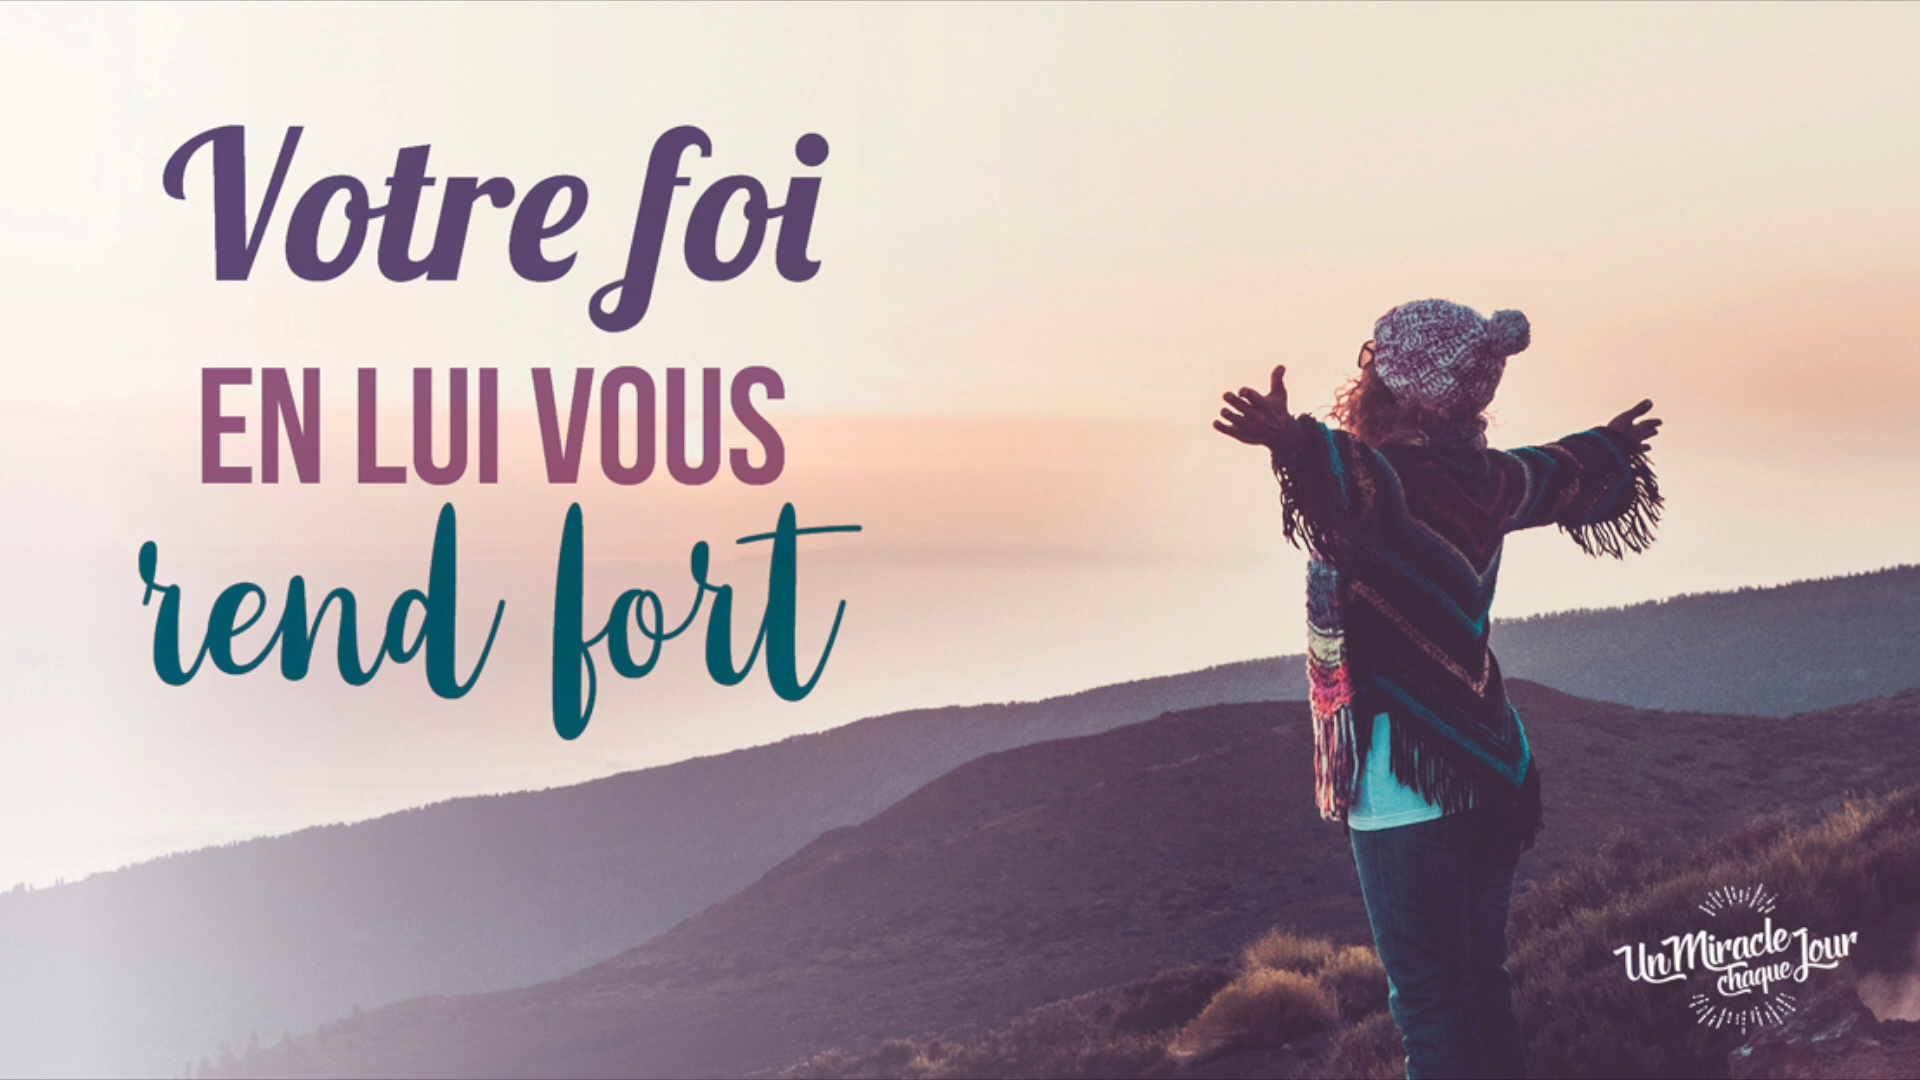 Votre foi
EN LUI VOUS
rend fort
Un Miracle
chaque Jour